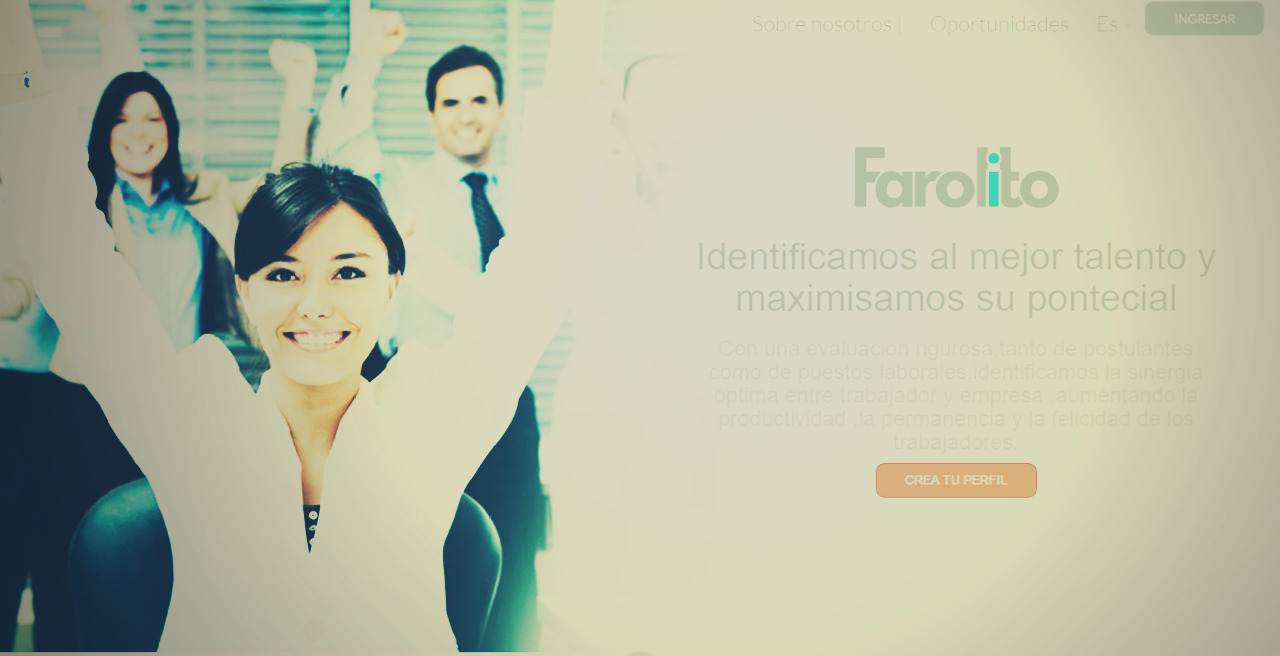 Sobre nosotros | Oportunidades Es INGRESAR
Farolito
Identificamos al mejor talento y
maximisamos su pontecial
Con una evaluacion rigurosa,tanto de postulantes
como de puestos laborales,identificamos la sinergia
optima entre trabajador y empresa ,aumentando la
productividad ,la permanencia y la felicidad de los
trabajadores.
CREA TU PERFIL